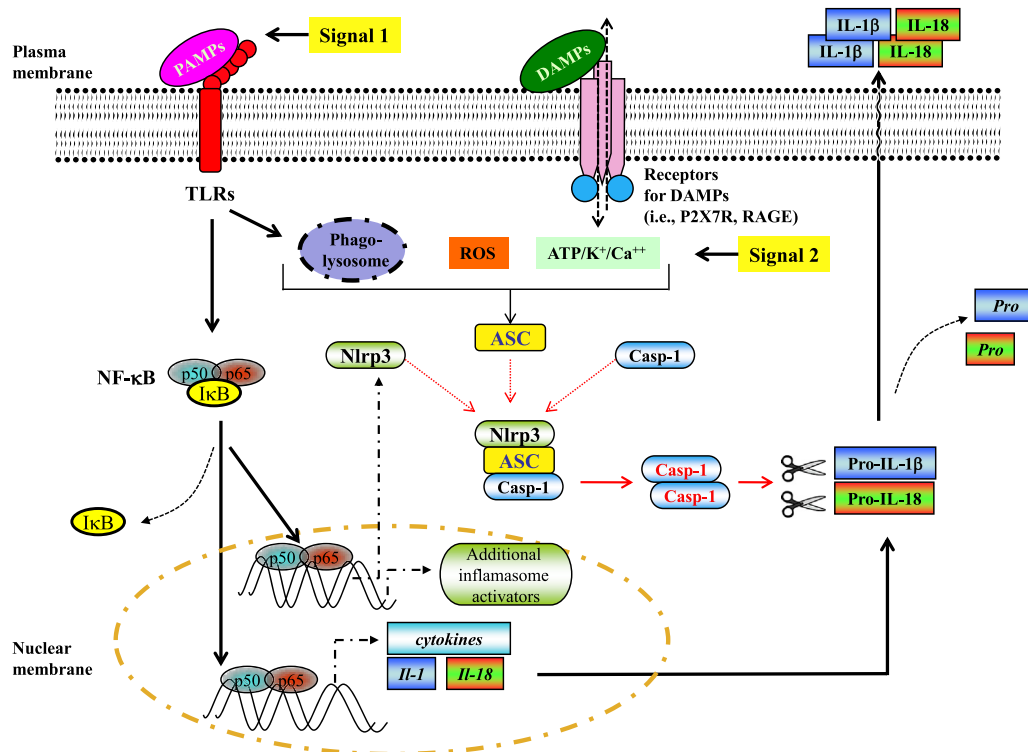 Plasma
membrane
PAMPs
Signal 1
DAMPs
IL-1β
IL-18
IL-1β
IL-18
TLRs
Receptors
for DAMPs
(i.e., P2X7R, RAGE)
Phago-
lysosome
ROS
ATP/K⁺/Ca⁺⁺
Signal 2
Pro
Pro
ASC
Nlrp3
Casp-1
NF-κB
p50
p65
IκB
Nlrp3
ASC
Casp-1
Casp-1
Casp-1
Pro-IL-1β
Pro-IL-18
IκB
p50
p65
Additional
inflamasome
activators
Nuclear
membrane
cytokines
Il-1
Il-18
p50
p65